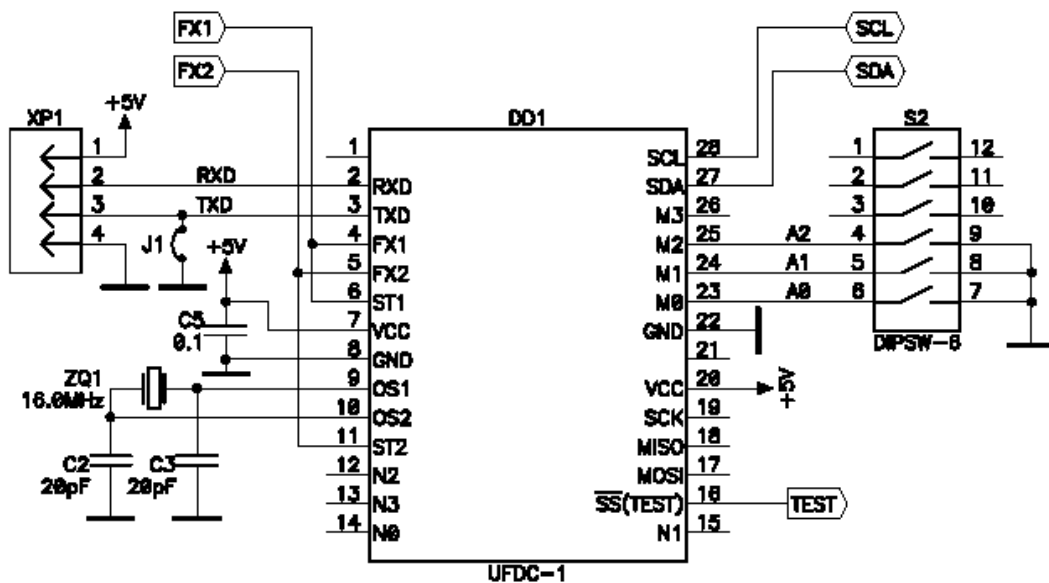 FX1
FX2
SCL
SDA
XP1
+5V
DD1
S2
1
2
3
4
RXD
TXD
J1
+5V
C5
0.1
ZQ1
16.0MHz
C2
20pF
C3
20pF
1
2 RXD
3 TXD
4 FX1
5 FX2
6 ST1
7 VCC
8 GND
9 OS1
10 OS2
11 ST2
12 N2
13 N3
14 N0
SCL 28
SDA 27
M3 26
M2 25
M1 24
M0 23
GND 22
21
VCC 20
SCK 19
MISO 18
MOSI 17
SS(TEST) 16
N1 15
A2
A1
A0
+5V
TEST
1 12
2 11
3 10
4 9
5 8
6 7
DIPSW-6
UFDC-1